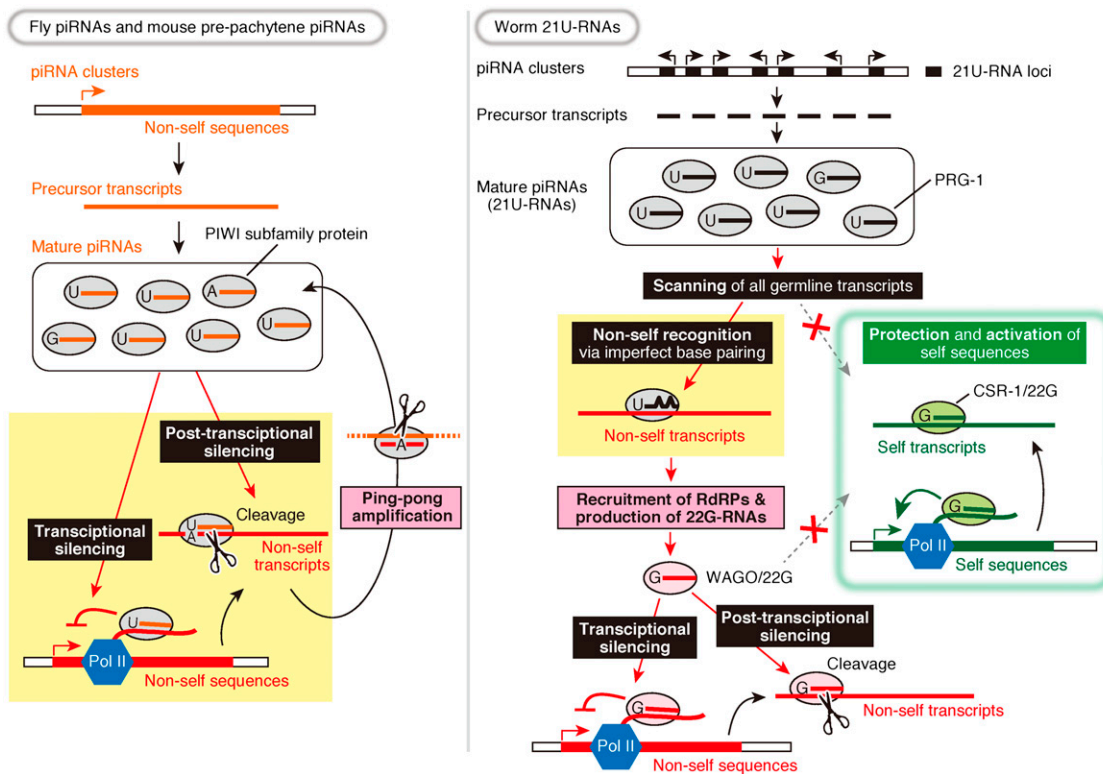 Fly piRNAs and mouse pre-pachytene piRNAs
piRNA clusters
Non-self sequences
Precursor transcripts
Mature piRNAs
PIWI subfamily protein
U
U
A
G
U
U
U
Post-transciptional
silencing
Transciptional
silencing
U
A
Cleavage
Non-self
transcripts
A
Ping-pong
amplification
U
Pol II
Non-self sequences
Worm 21U-RNAs
piRNA clusters
21U-RNA loci
Precursor transcripts
Mature piRNAs
(21U-RNAs)
U
U
G
U
U
U
U
PRG-1
Scanning of all germline transcripts
Non-self recognition
via imperfect base pairing
U
Non-self transcripts
Recruitment of RdRPs &
production of 22G-RNAs
G
WAGO/22G
Transciptional
silencing
Post-transciptional
silencing
G
Cleavage
Non-self transcripts
G
Pol II
Non-self sequences
Protection and activation of
self sequences
CSR-1/22G
G
Self transcripts
G
Pol II
Self sequences